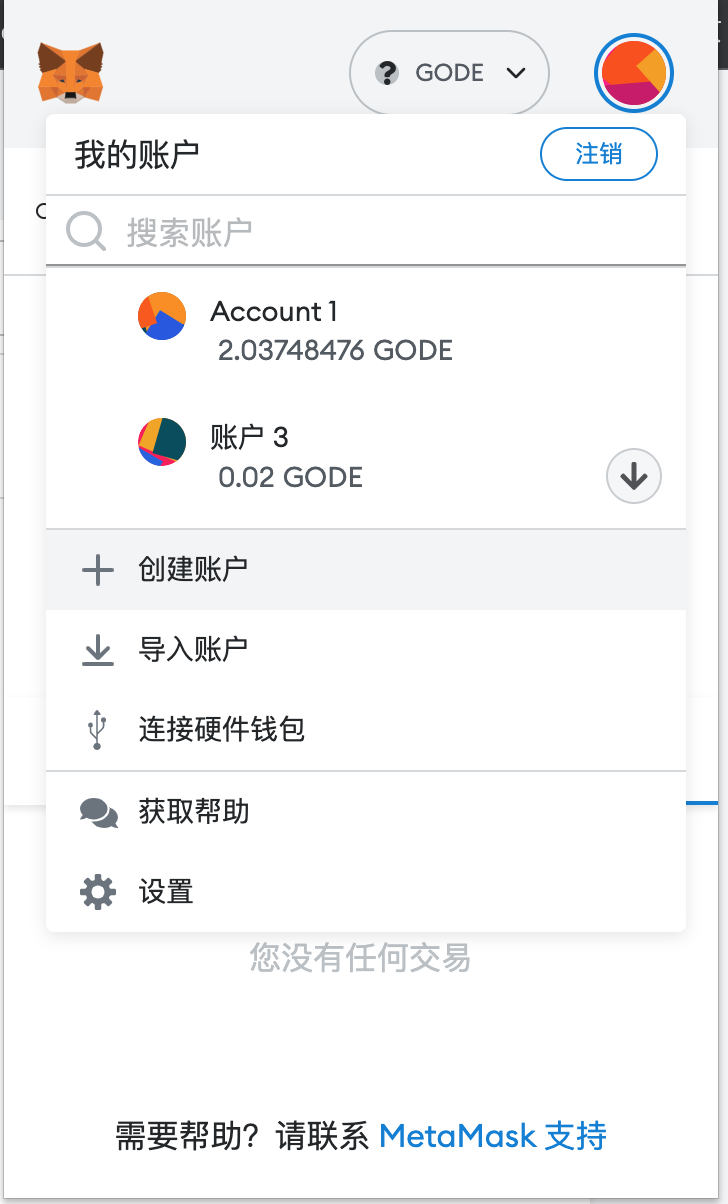 GODE
我的账户
注销
搜索账户
Account 1
2.03748476 GODE
账户 3
0.02 GODE
创建账户
导入账户
连接硬件钱包
获取帮助
设置
您没有任何交易
需要帮助？请联系 MetaMask 支持